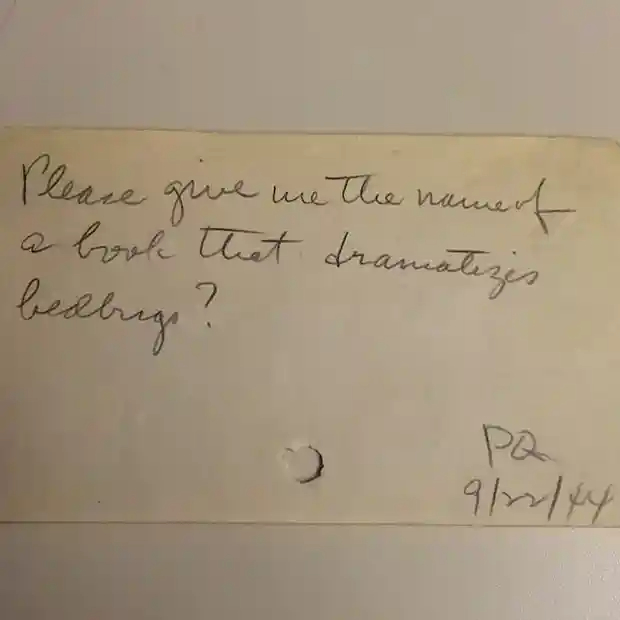 Please give me the name of
a book that dramatizes
bedbugs?
PQ
9/22/44